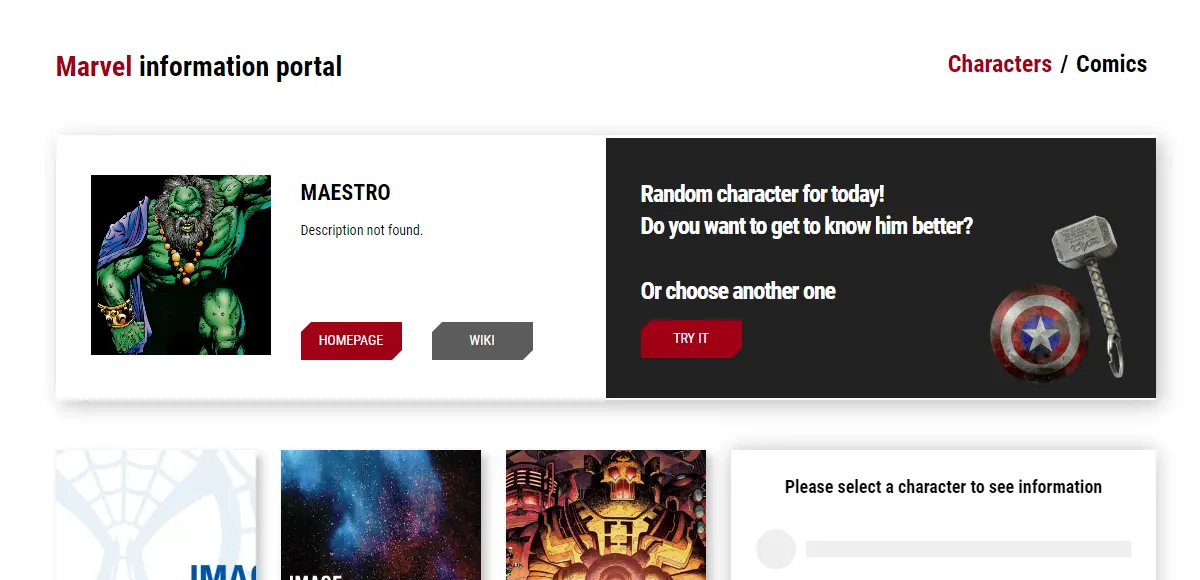 Marvel information portal
Characters / Comics
MAESTRO
Description not found.
HOMEPAGE
WIKI
Random character for today!
Do you want to get to know him better?
Or choose another one
TRY IT
IMAGE
Please select a character to see information